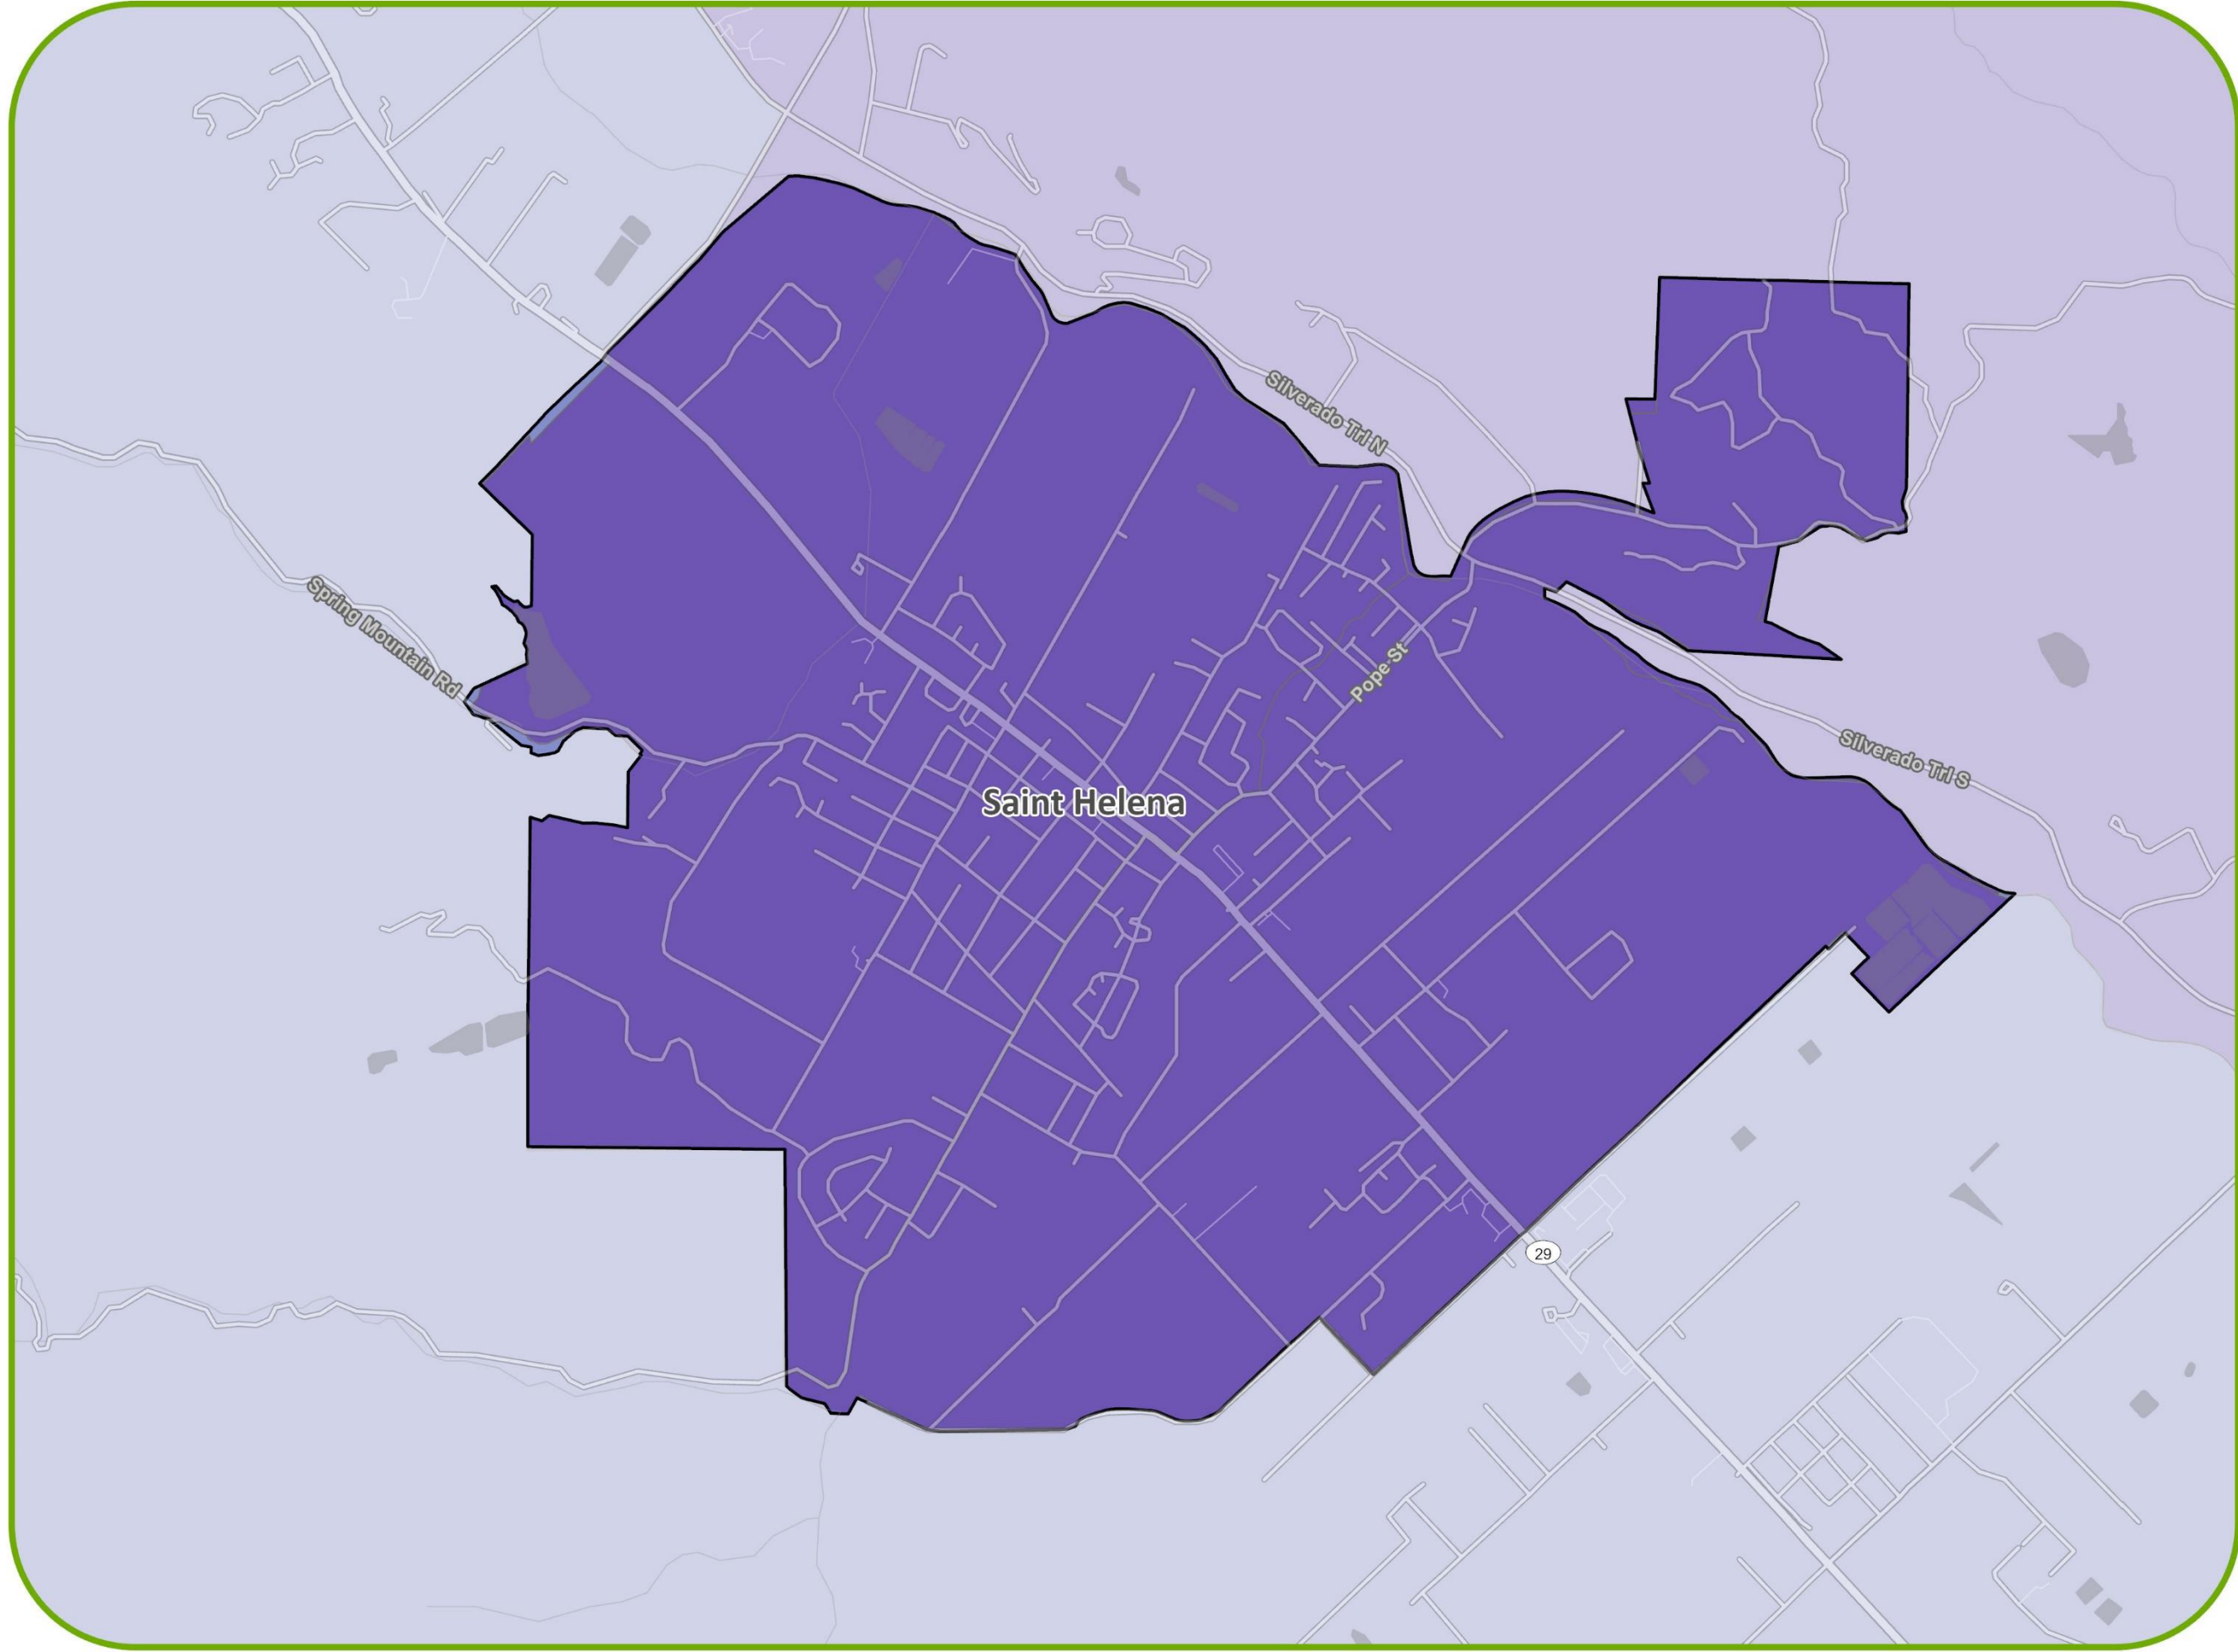 Silverado Trl N
Spring Mountain Rd
Pope St
Silverado Trl S
Saint Helena
29